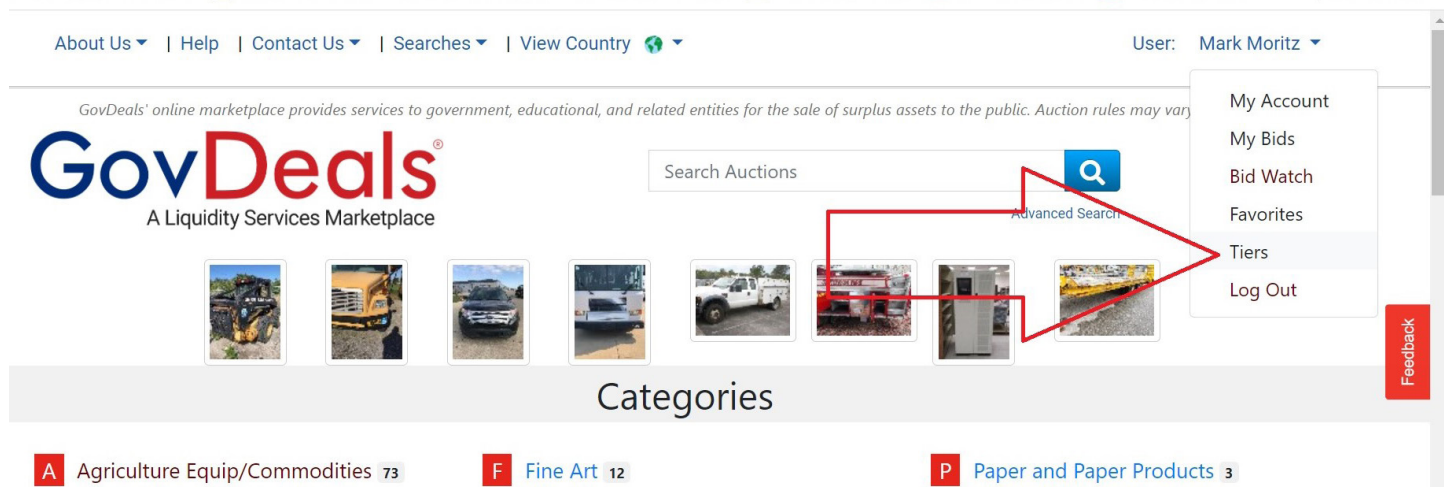 About Us | Help | Contact Us | Searches | View Country
User: Mark Moritz
My Account
My Bids
Bid Watch
Favorites
Tiers
Log Out
GovDeals' online marketplace provides services to government, educational, and related entities for the sale of surplus assets to the public. Auction rules may vary
GovDeals®
A Liquidity Services Marketplace
Search Auctions
Advanced Search
Feedback
Categories
A Agriculture Equip/Commodities 73
F Fine Art 12
P Paper and Paper Products 3